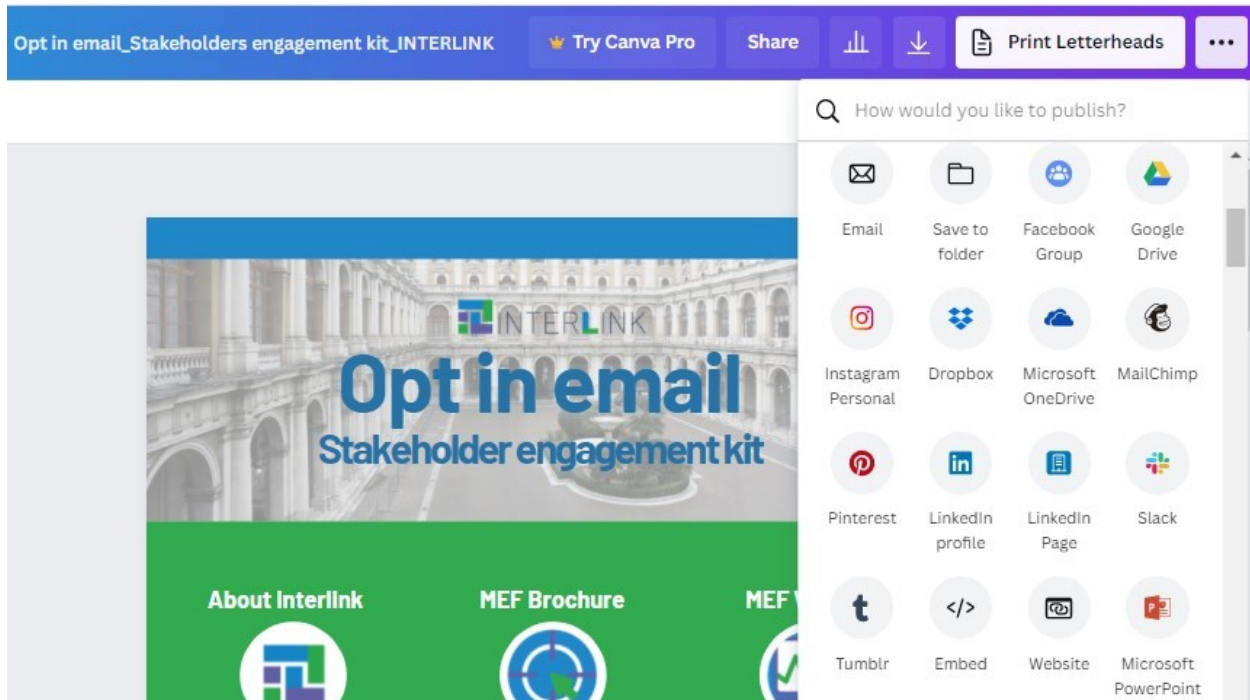 Opt in email_Stakeholders engagement kit_INTERLINK
Try Canva Pro
Share
Print Letterheads
How would you like to publish?
Email
Save to
folder
Facebook
Group
Google
Drive
Instagram
Personal
Dropbox
Microsoft
OneDrive
MailChimp
Pinterest
LinkedIn
profile
LinkedIn
Page
Slack
Tumblr
Embed
Website
Microsoft
PowerPoint
INTERLINK
Opt in email
Stakeholder engagement kit
About Interlink
MEF Brochure
MEF